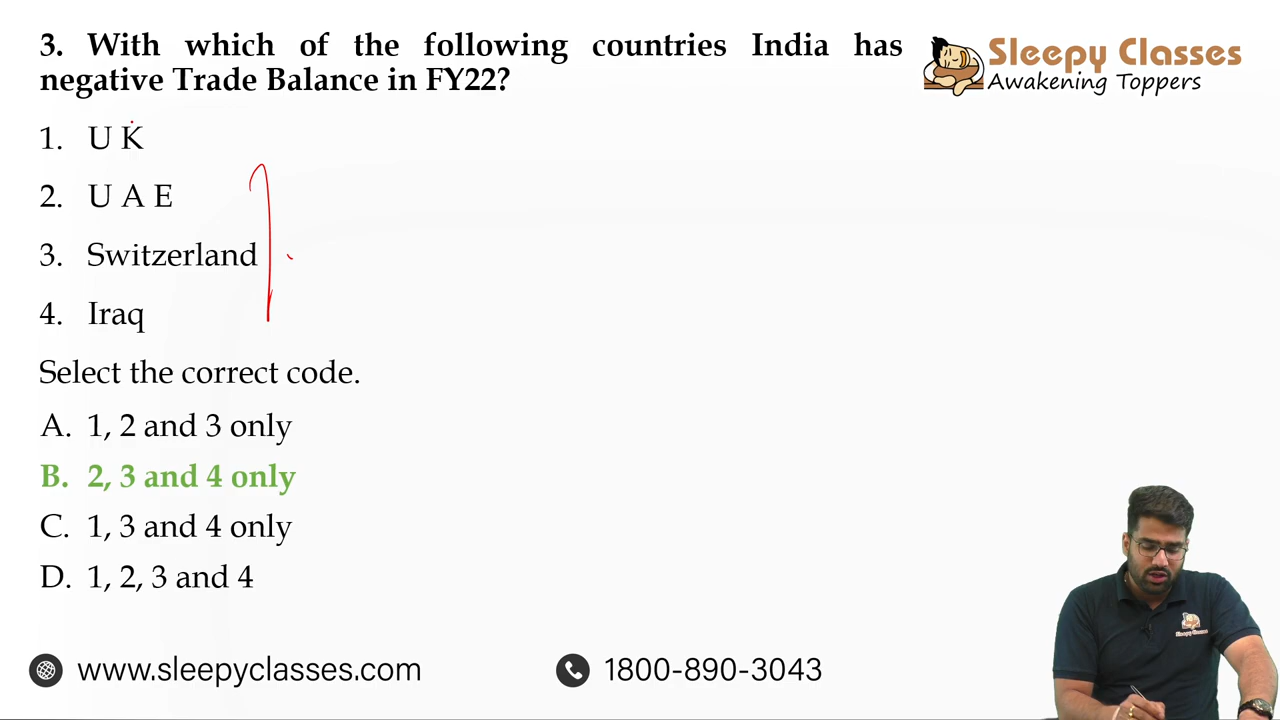 3. With which of the following countries India has
negative Trade Balance in FY22?
Sleepy Classes
Awakening Toppers
1. U K
2. U A E
3. Switzerland
4. Iraq
Select the correct code.
A. 1, 2 and 3 only
B. 2, 3 and 4 only
C. 1, 3 and 4 only
D. 1, 2, 3 and 4
Sleepy Classes
www.sleepyclasses.com
1800-890-3043